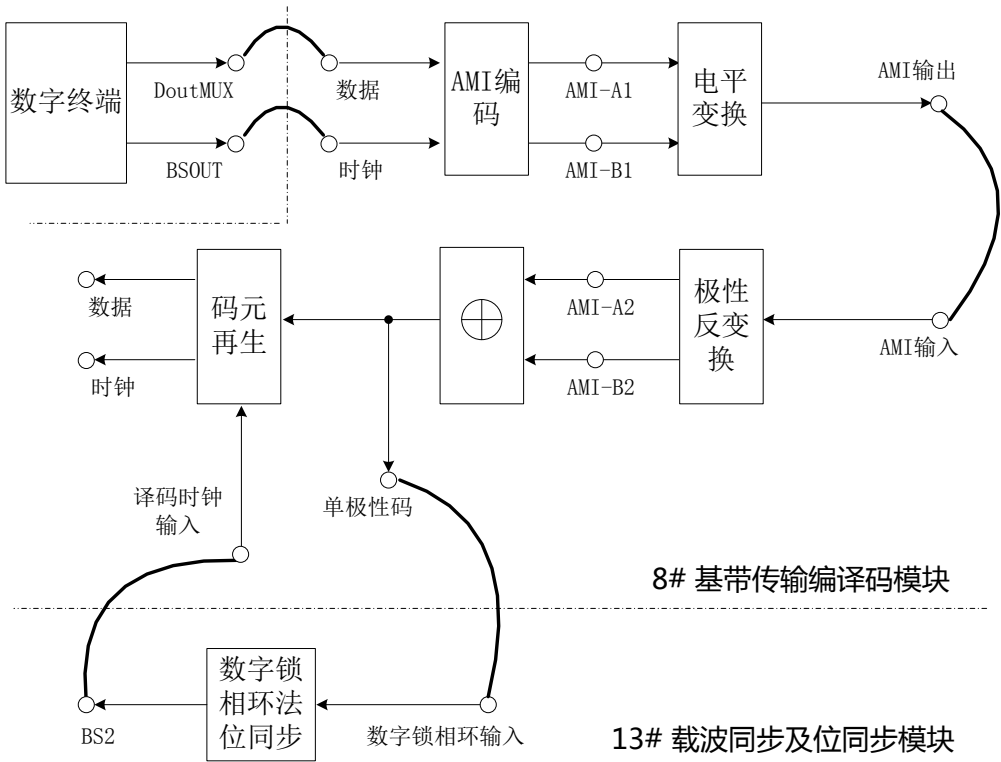 数字终端
DoutMUX
BSOUT
数据
时钟
AMI编
码
AMI-A1
AMI-B1
电平
变换
AMI输出
数据
时钟
码元
再生
AMI-A2
AMI-B2
极性
反变
换
AMI输入
译码时钟
输入
单极性码
8# 基带传输编译码模块
BS2
数字锁
相环法
位同步
数字锁相环输入
13# 载波同步及位同步模块